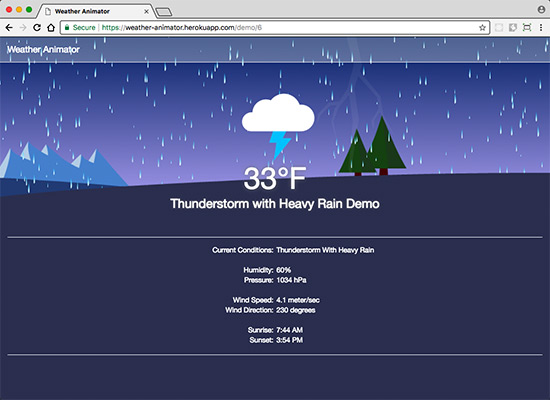 Weather Animator
Secure https://weather-animator.herokuapp.com/demo/6
Weather Animator
33°F
Thunderstorm with Heavy Rain Demo
Current Conditions: Thunderstorm With Heavy Rain
Humidity: 60%
Pressure: 1034 hPa
Wind Speed: 4.1 meter/sec
Wind Direction: 230 degrees
Sunrise: 7:44 AM
Sunset: 3:54 PM